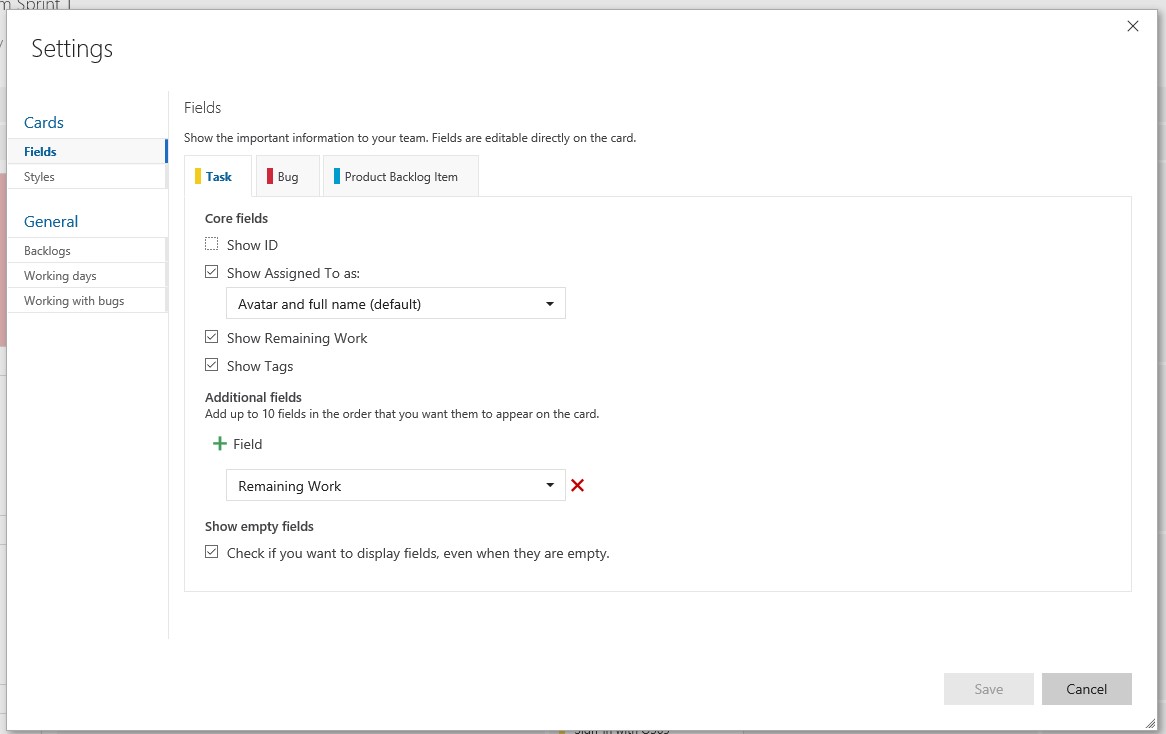 m Sprint 1
Settings
Cards
Fields
Styles
General
Backlogs
Working days
Working with bugs
Fields
Show the important information to your team. Fields are editable directly on the card.
Task
Bug
Product Backlog Item
Core fields
Show ID
Show Assigned To as:
Avatar and full name (default)
Show Remaining Work
Show Tags
Additional fields
Add up to 10 fields in the order that you want them to appear on the card.
Field
Remaining Work
Show empty fields
Check if you want to display fields, even when they are empty.
Save
Cancel